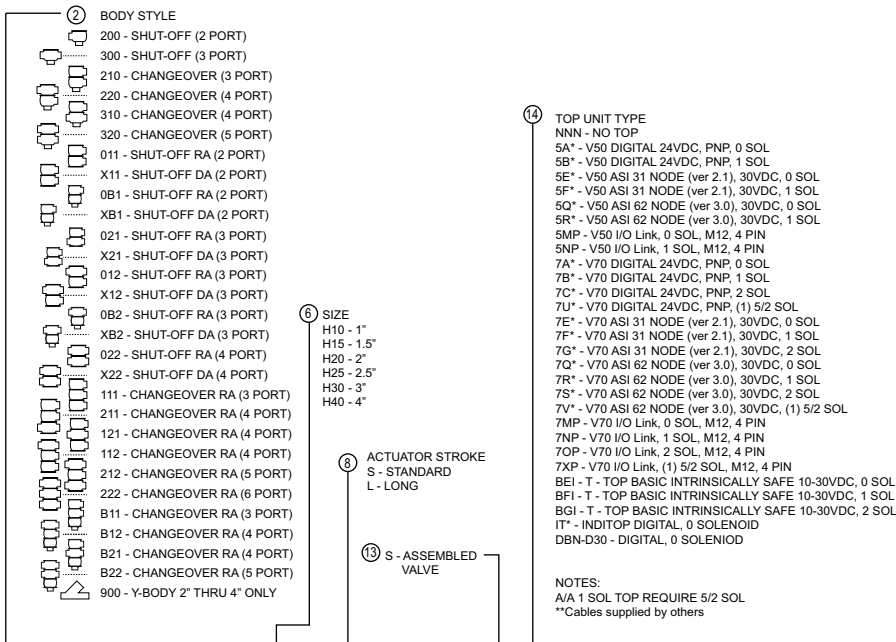 2 BODY STYLE
200 - SHUT-OFF (2 PORT)
300 - SHUT-OFF (3 PORT)
210 - CHANGEOVER (3 PORT)
220 - CHANGEOVER (4 PORT)
310 - CHANGEOVER (4 PORT)
320 - CHANGEOVER (5 PORT)
011 - SHUT-OFF RA (2 PORT)
X11 - SHUT-OFF DA (2 PORT)
0B1 - SHUT-OFF RA (2 PORT)
XB1 - SHUT-OFF DA (2 PORT)
021 - SHUT-OFF RA (3 PORT)
X21 - SHUT-OFF DA (3 PORT)
012 - SHUT-OFF RA (3 PORT)
X12 - SHUT-OFF DA (3 PORT)
0B2 - SHUT-OFF RA (3 PORT)
XB2 - SHUT-OFF DA (3 PORT)
022 - SHUT-OFF RA (4 PORT)
X22 - SHUT-OFF DA (4 PORT)
111 - CHANGEOVER RA (3 PORT)
211 - CHANGEOVER RA (4 PORT)
121 - CHANGEOVER RA (4 PORT)
112 - CHANGEOVER RA (4 PORT)
212 - CHANGEOVER RA (5 PORT)
222 - CHANGEOVER RA (6 PORT)
B11 - CHANGEOVER RA (3 PORT)
B12 - CHANGEOVER RA (4 PORT)
B21 - CHANGEOVER RA (4 PORT)
B22 - CHANGEOVER RA (5 PORT)
900 - Y-BODY 2" THRU 4" ONLY
6 SIZE
H10 - 1"
H15 - 1.5"
H20 - 2"
H25 - 2.5"
H30 - 3"
H40 - 4"
8 ACTUATOR STROKE
S - STANDARD
L - LONG
13 S - ASSEMBLED
VALVE
14 TOP UNIT TYPE
NNN - NO TOP
5A* - V50 DIGITAL 24VDC, PNP, 0 SOL
5B* - V50 DIGITAL 24VDC, PNP, 1 SOL
5E* - V50 ASI 31 NODE (ver 2.1), 30VDC, 0 SOL
5F* - V50 ASI 31 NODE (ver 2.1), 30VDC, 1 SOL
5Q* - V50 ASI 62 NODE (ver 3.0), 30VDC, 0 SOL
5R* - V50 ASI 62 NODE (ver 3.0), 30VDC, 1 SOL
5MP - V50 I/O Link, 0 SOL, M12, 4 PIN
5NP - V50 I/O Link, 1 SOL, M12, 4 PIN
7A* - V70 DIGITAL 24VDC, PNP, 0 SOL
7B* - V70 DIGITAL 24VDC, PNP, 1 SOL
7C* - V70 DIGITAL 24VDC, PNP, 2 SOL
7U* - V70 DIGITAL 24VDC, PNP, (1) 5/2 SOL
7E* - V70 ASI 31 NODE (ver 2.1), 30VDC, 0 SOL
7F* - V70 ASI 31 NODE (ver 2.1), 30VDC, 1 SOL
7G* - V70 ASI 31 NODE (ver 2.1), 30VDC, 2 SOL
7Q* - V70 ASI 62 NODE (ver 3.0), 30VDC, 0 SOL
7R* - V70 ASI 62 NODE (ver 3.0), 30VDC, 1 SOL
7S* - V70 ASI 62 NODE (ver 3.0), 30VDC, 2 SOL
7V* - V70 ASI 62 NODE (ver 3.0), 30VDC, (1) 5/2 SOL
7MP - V70 I/O Link, 0 SOL, M12, 4 PIN
7NP - V70 I/O Link, 1 SOL, M12, 4 PIN
7OP - V70 I/O Link, 2 SOL, M12, 4 PIN
7XP - V70 I/O Link, (1) 5/2 SOL, M12, 4 PIN
BEI - T - TOP BASIC INTRINSICALLY SAFE 10-30VDC, 0 SOL
BFI - T - TOP BASIC INTRINSICALLY SAFE 10-30VDC, 1 SOL
BGI - T - TOP BASIC INTRINSICALLY SAFE 10-30VDC, 2 SOL
IT* - INDITOP DIGITAL, 0 SOLENOID
DBN-D30 - DIGITAL, 0 SOLENIOD
NOTES:
A/A 1 SOL TOP REQUIRE 5/2 SOL
**Cables supplied by others